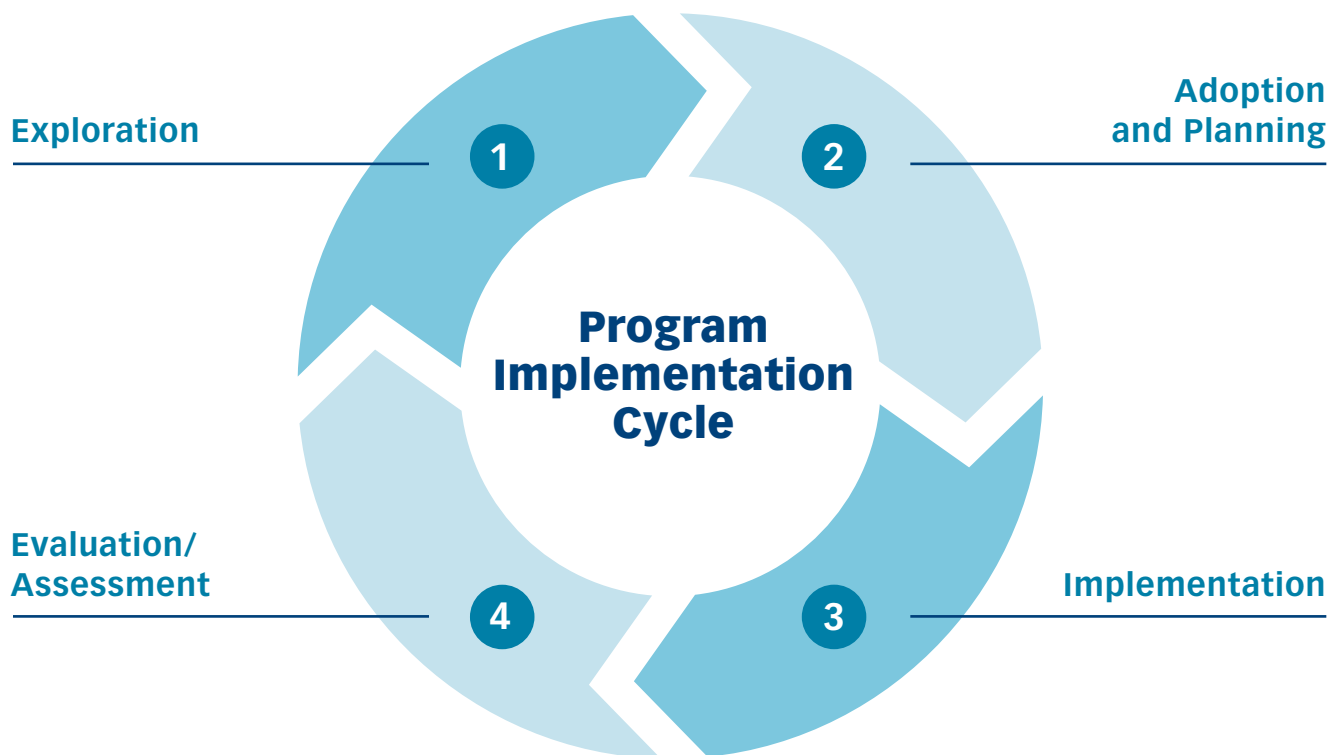 Exploration
1
2
Adoption
and Planning
Program
Implementation
Cycle
Evaluation/
Assessment
4
3
Implementation